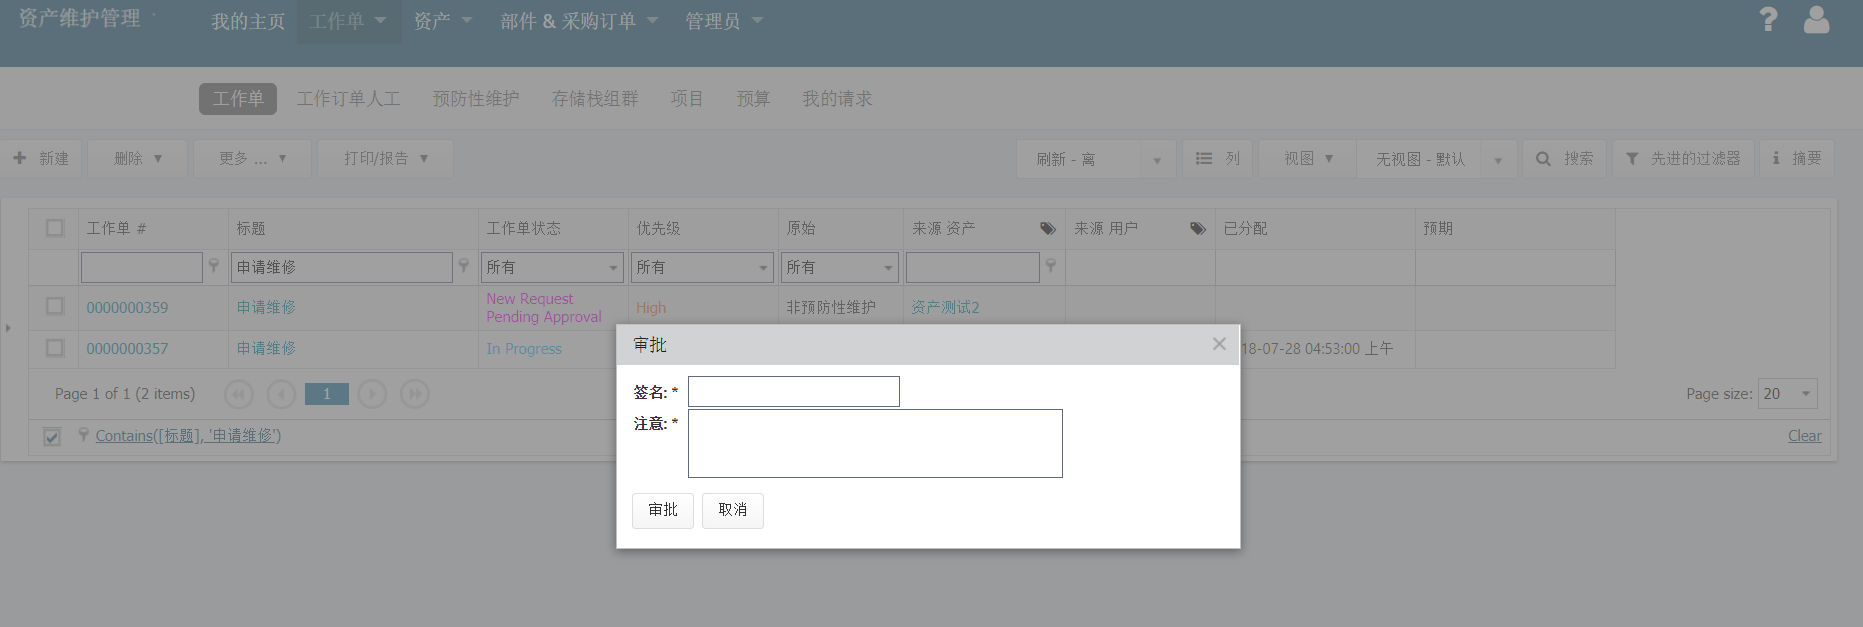 资产维护管理
我的主页 工作单 资产 部件 & 采购订单 管理员 ?
工作单 工作订单人工 预防性维护 存储栈组群 项目 预算 我的请求
新建 删除 更多 ... 打印/报告 刷新 - 离 列 视图 无视图 - 默认 搜索 先进的过滤器 摘要
工作单 # 标题 工作单状态 优先级 原始 来源 资产 来源 用户 已分配 预期
申请维修 所有 所有 所有
0000000359 申请维修 New Request Pending Approval High 非预防性维护 资产测试2
0000000357 申请维修 In Progress 18-07-28 04:53:00 上午
Page 1 of 1 (2 items) 1 Page size: 20
Contains([标题], '申请维修') Clear
审批
签名: *
注意: *
审批 取消